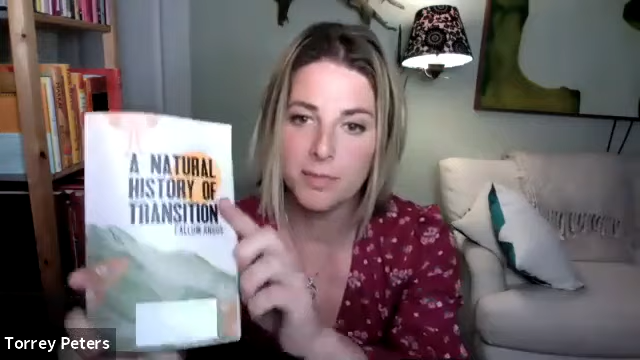 A NATURAL
HISTORY OF
TRANSITION
CALLUM ANGUS
Torrey Peters